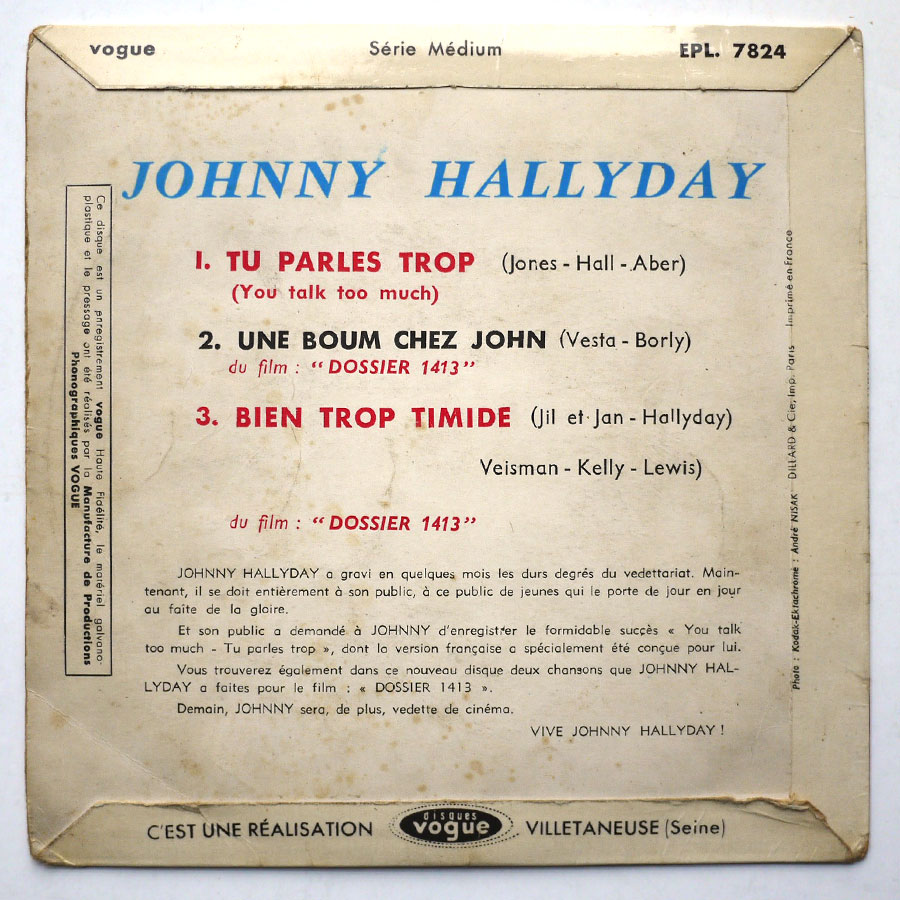 vogue Série Médium EPL. 7824
JOHNNY HALLYDAY
1. TU PARLES TROP (Jones - Hall - Aber)
(You talk too much)
2. UNE BOUM CHEZ JOHN (Vesta - Borly)
du film : “DOSSIER 1413”
3. BIEN TROP TIMIDE (Jil et Jan - Hallyday)
Veisman - Kelly - Lewis)
du film : “DOSSIER 1413”
JOHNNY HALLYDAY a gravi en quelques mois les durs degrés du vedettariat. Main-
tenant, il se doit entièrement à son public, à ce public de jeunes qui le porte de jour en jour
au faîte de la gloire.
Et son public a demandé à JOHNNY d'enregistrer le formidable succès « You talk
too much - Tu parles trop », dont la version française a spécialement été conçue pour lui.
Vous trouverez également dans ce nouveau disque deux chansons que JOHNNY HAL-
LYDAY a faites pour le film : « DOSSIER 1413 ».
Demain, JOHNNY sera, de plus, vedette de cinéma.
VIVE JOHNNY HALLYDAY !
Ce disque est un enregistrement vogue Haute Fidélité, le matériel galvano-
plastique et le pressage ont été réalisés par la Manufacture de Productions
Phonographiques VOGUE
Photo : Kodak-Ektachrome : André NISAK DILLARD & Cie, Imp. Paris Imprimé en France
C'EST UNE RÉALISATION disques vogue VILLETANEUSE (Seine)